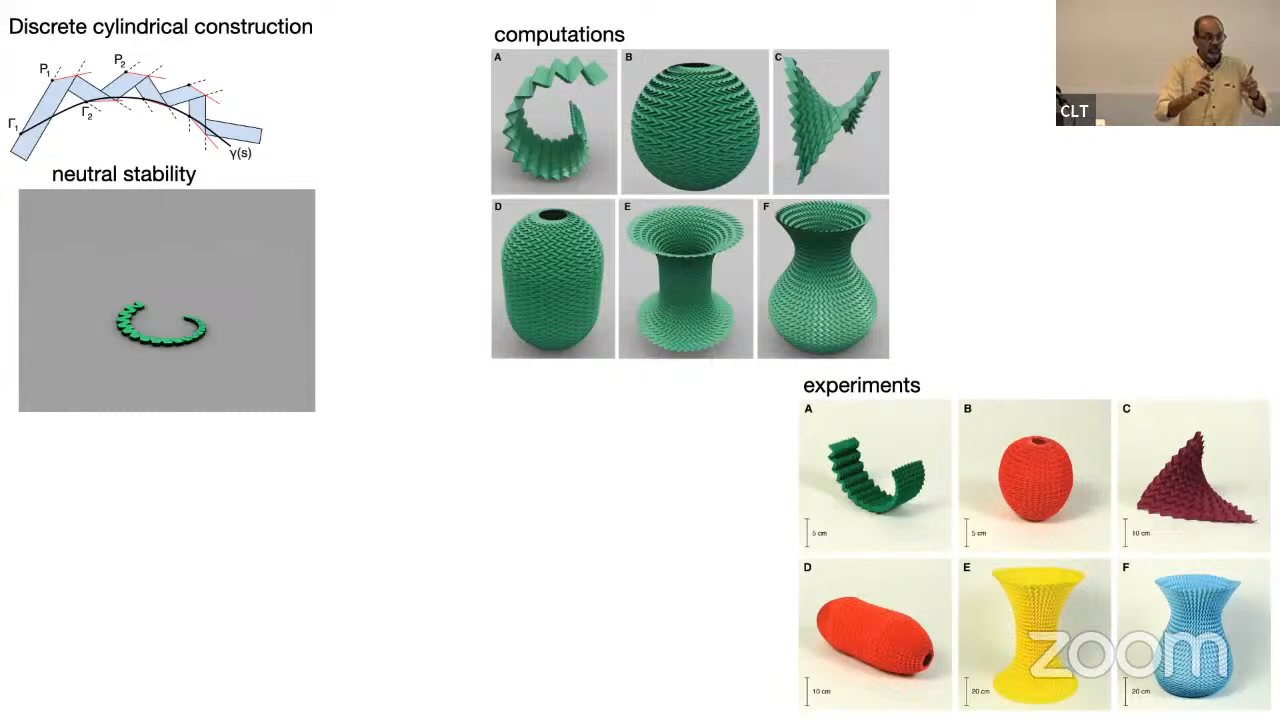 Discrete cylindrical construction
P1
P2
Γ1
Γ2
γ(s)
neutral stability
computations
A
B
C
D
E
F
CLT
experiments
A
B
C
5 cm
5 cm
10 cm
D
E
F
10 cm
20 cm
20 cm
zoom